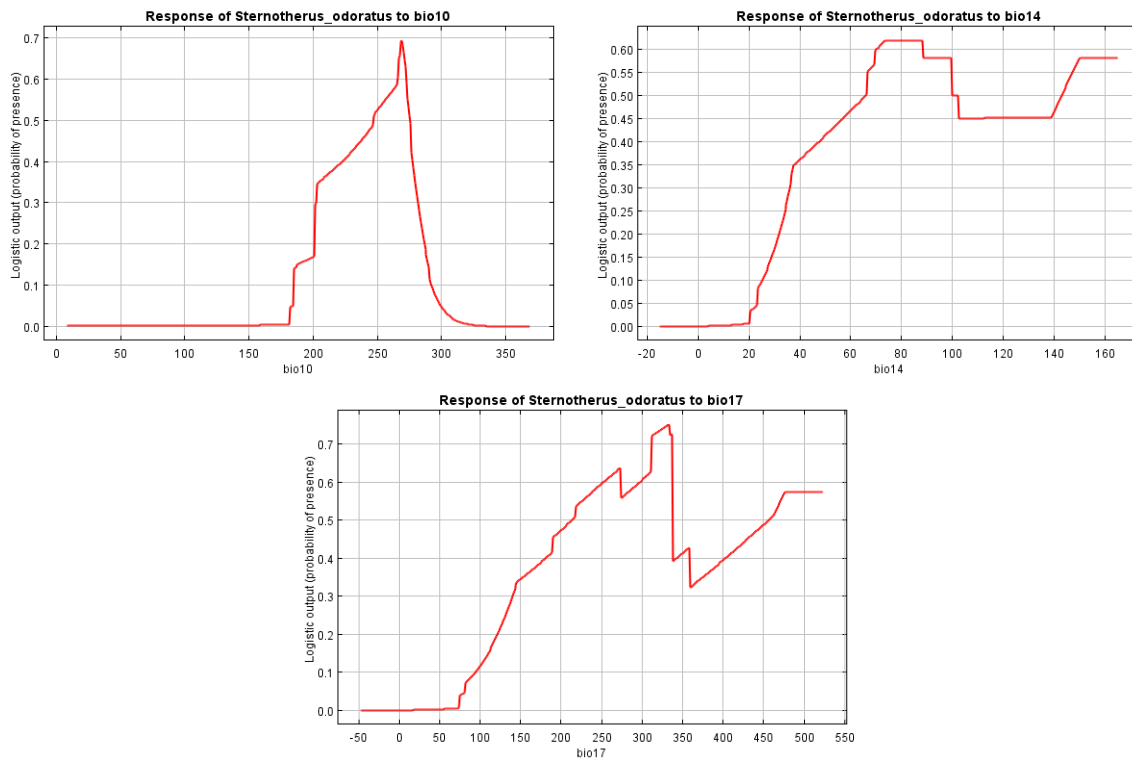 Response of Sternotherus_odoratus to bio10
Logistic output (probability of presence)
0.7
0.6
0.5
0.4
0.3
0.2
0.1
0.0
0 50 100 150 200 250 300 350
bio10
Response of Sternotherus_odoratus to bio14
Logistic output (probability of presence)
0.60
0.55
0.50
0.45
0.40
0.35
0.30
0.25
0.20
0.15
0.10
0.05
0.00
-20 0 20 40 60 80 100 120 140 160
bio14
Response of Sternotherus_odoratus to bio17
Logistic output (probability of presence)
0.7
0.6
0.5
0.4
0.3
0.2
0.1
0.0
-50 0 50 100 150 200 250 300 350 400 450 500 550
bio17